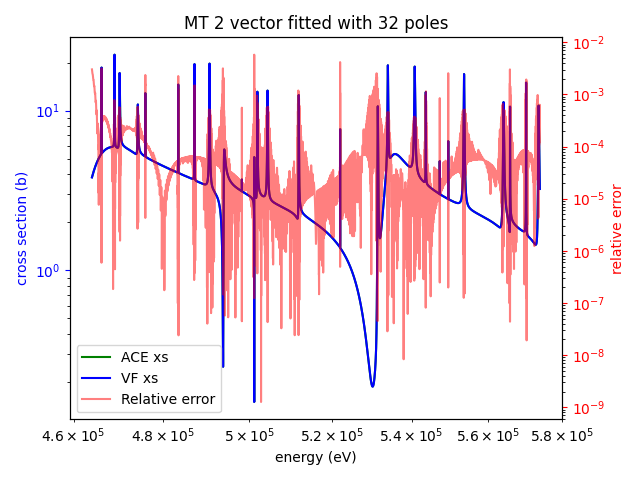 MT 2 vector fitted with 32 poles
cross section (b)
10¹
10⁰
10⁻²
10⁻³
10⁻⁴
10⁻⁵
10⁻⁶
10⁻⁷
10⁻⁸
10⁻⁹
relative error
ACE xs
VF xs
Relative error
4.6 × 10⁵ 4.8 × 10⁵ 5 × 10⁵ 5.2 × 10⁵ 5.4 × 10⁵ 5.6 × 10⁵ 5.8 × 10⁵
energy (eV)